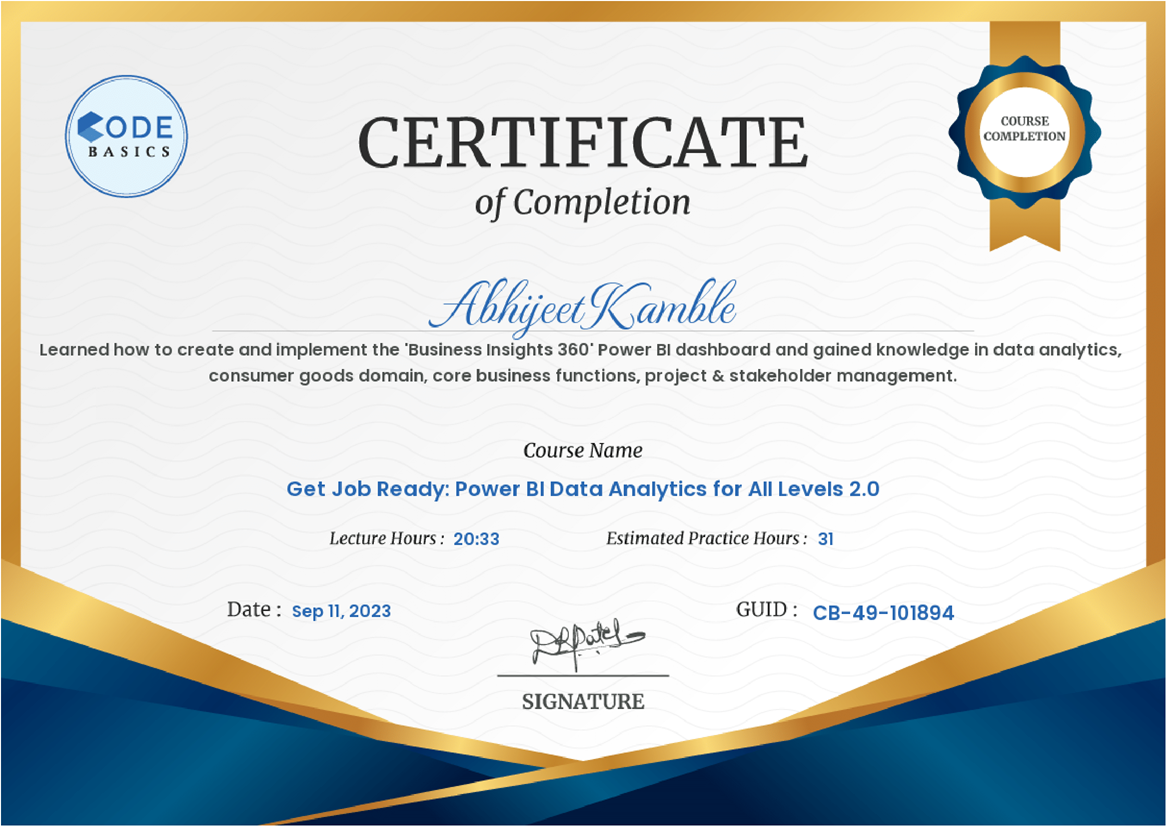 CODE
BASICS
COURSE
COMPLETION
CERTIFICATE
of Completion
Abhijeet Kamble
Learned how to create and implement the 'Business Insights 360' Power BI dashboard and gained knowledge in data analytics,
consumer goods domain, core business functions, project & stakeholder management.
Course Name
Get Job Ready: Power BI Data Analytics for All Levels 2.0
Lecture Hours : 20:33 Estimated Practice Hours : 31
Date : Sep 11, 2023 GUID : CB-49-101894
SIGNATURE